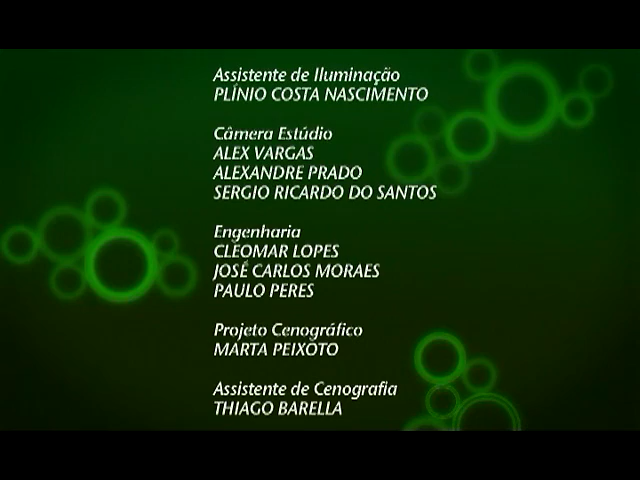 Assistente de Iluminação
PLÍNIO COSTA NASCIMENTO
Câmera Estúdio
ALEX VARGAS
ALEXANDRE PRADO
SERGIO RICARDO DO SANTOS
Engenharia
CLEOMAR LOPES
JOSÉ CARLOS MORAES
PAULO PERES
Projeto Cenográfico
MARTA PEIXOTO
Assistente de Cenografia
THIAGO BARELLA